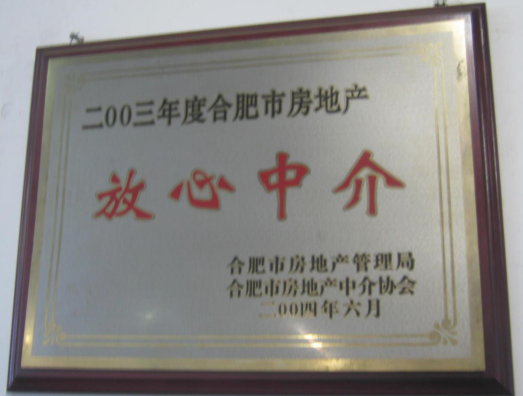 二00三年度合肥市房地产
放心中介
合肥市房地产管理局
合肥市房地产中介协会
二00四年六月